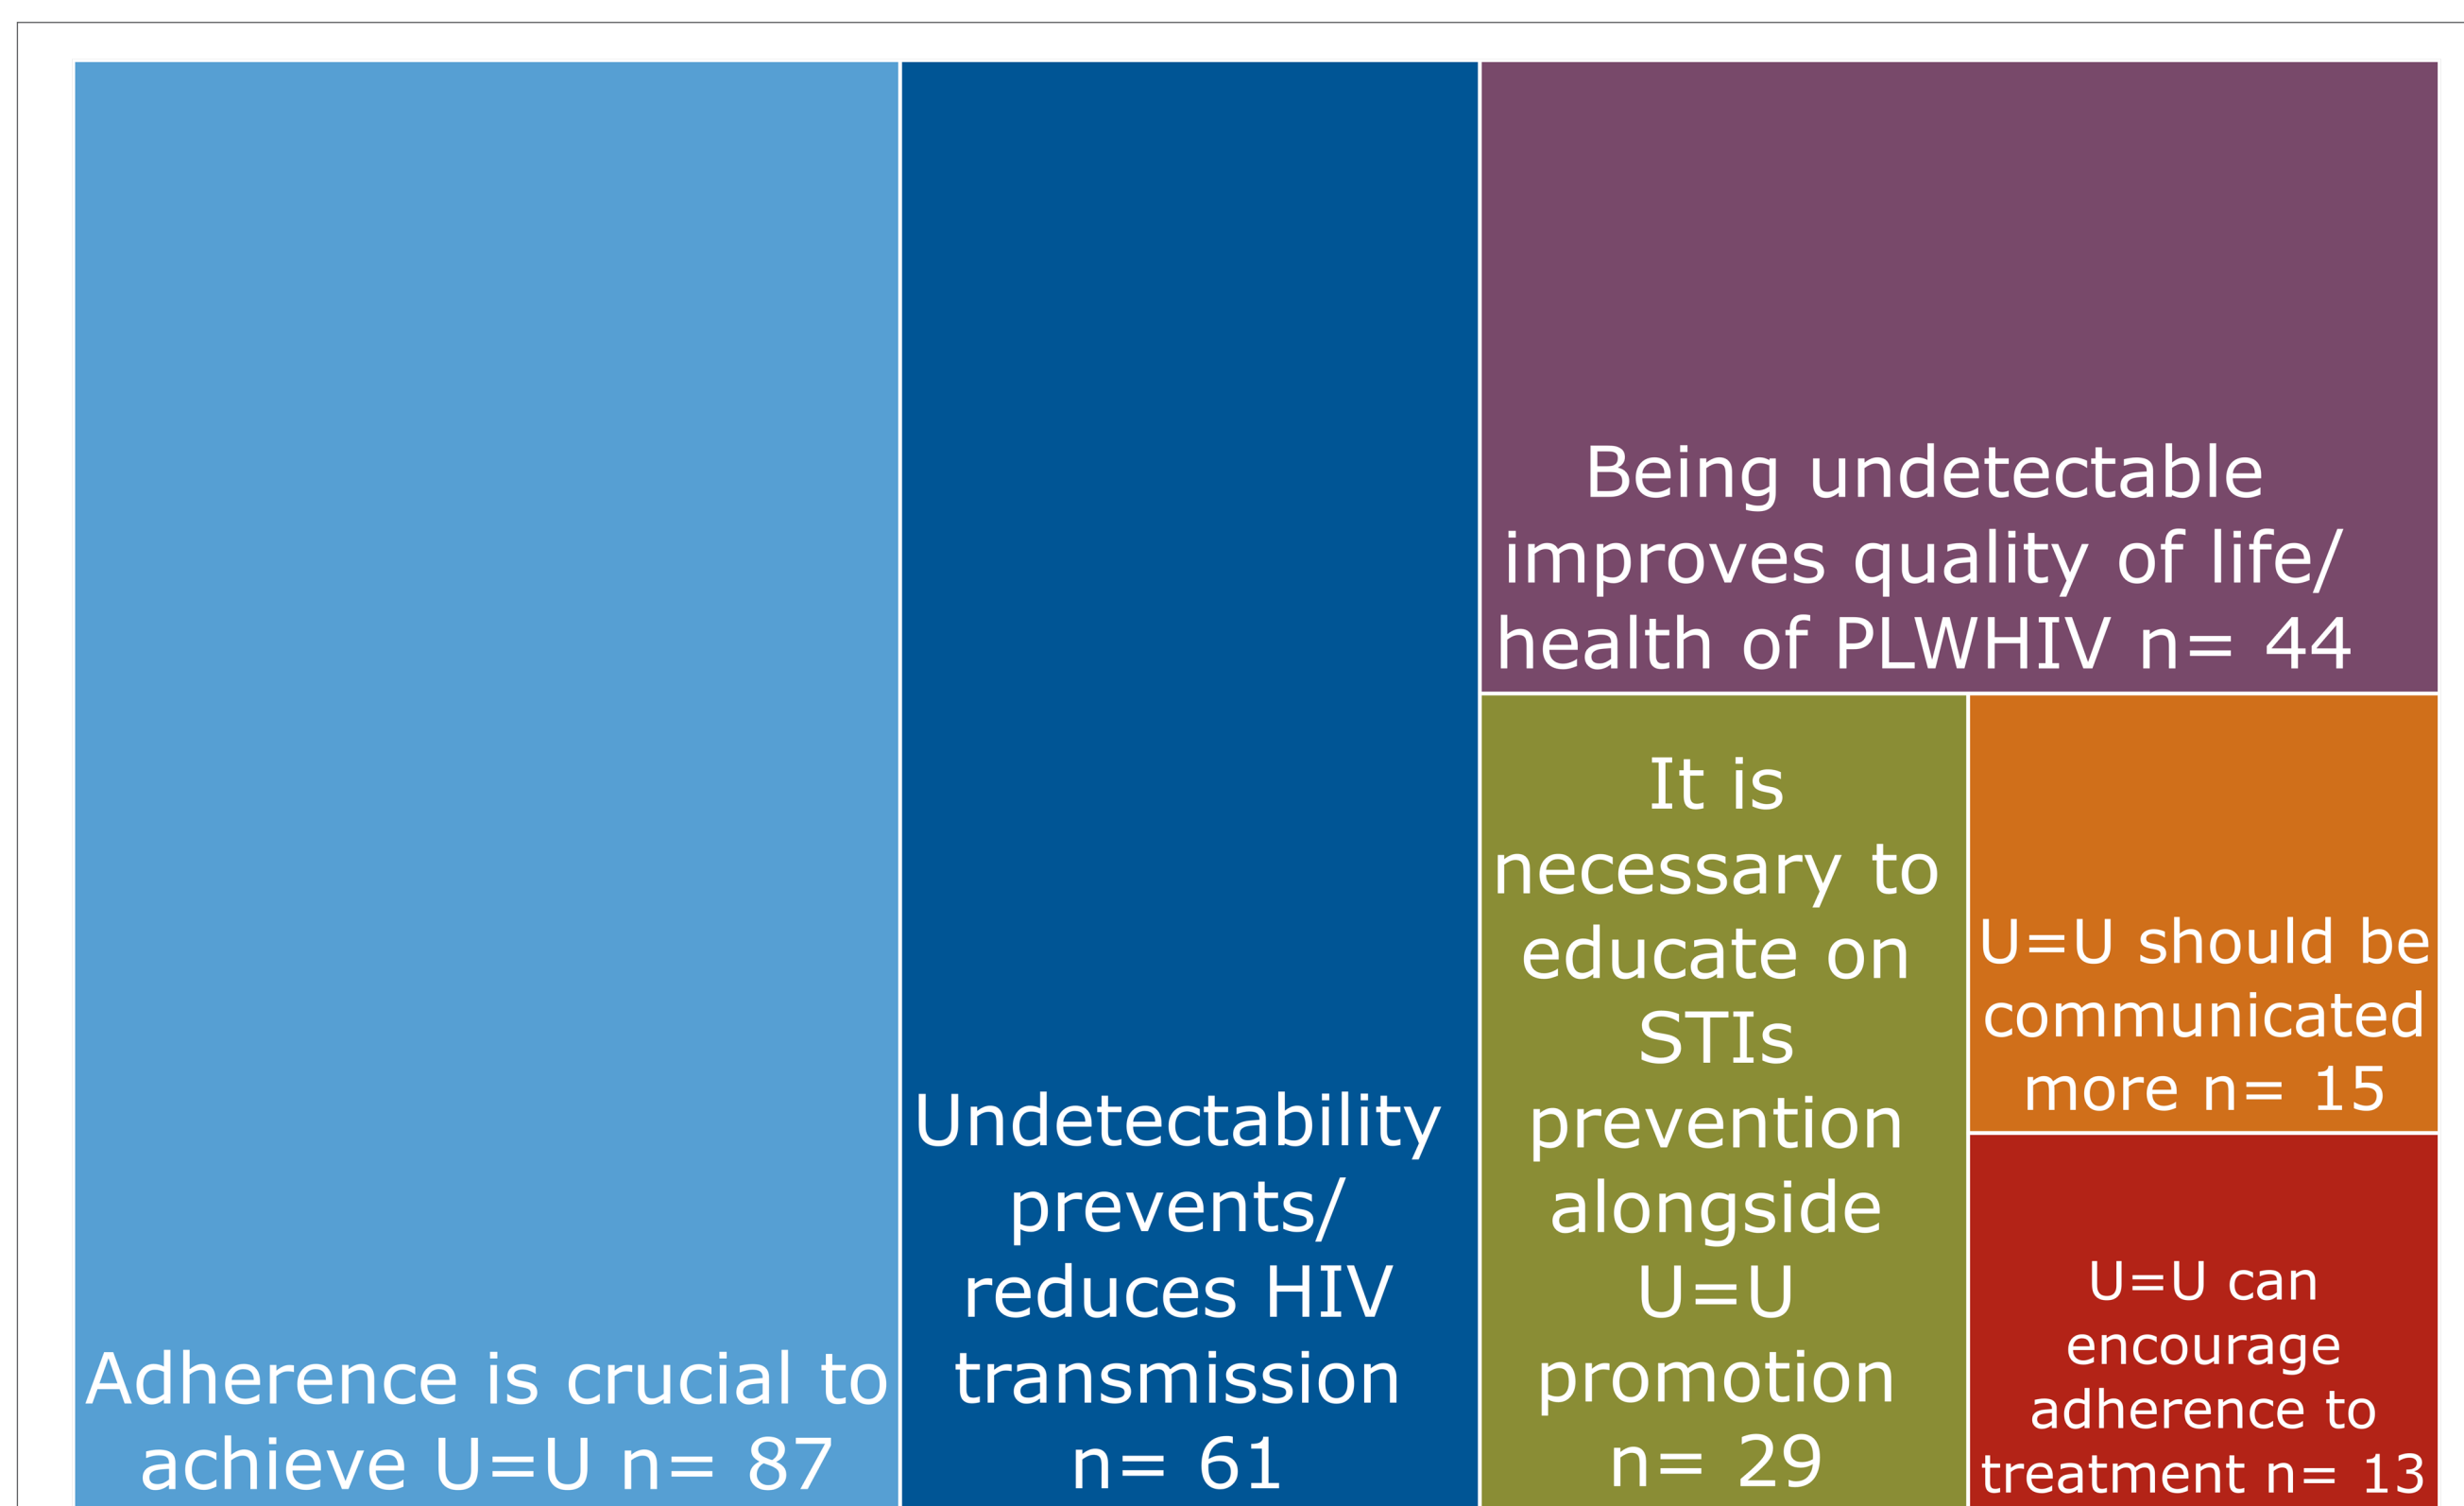 Adherence is crucial to
achieve U=U n= 87
Undetectability
prevents/
reduces HIV
transmission
n= 61
Being undetectable
improves quality of life/
health of PLWHIV n= 44
It is
necessary to
educate on
STIs
prevention
alongside
U=U
promotion
n= 29
U=U should be
communicated
more n= 15
U=U can
encourage
adherence to
treatment n= 13